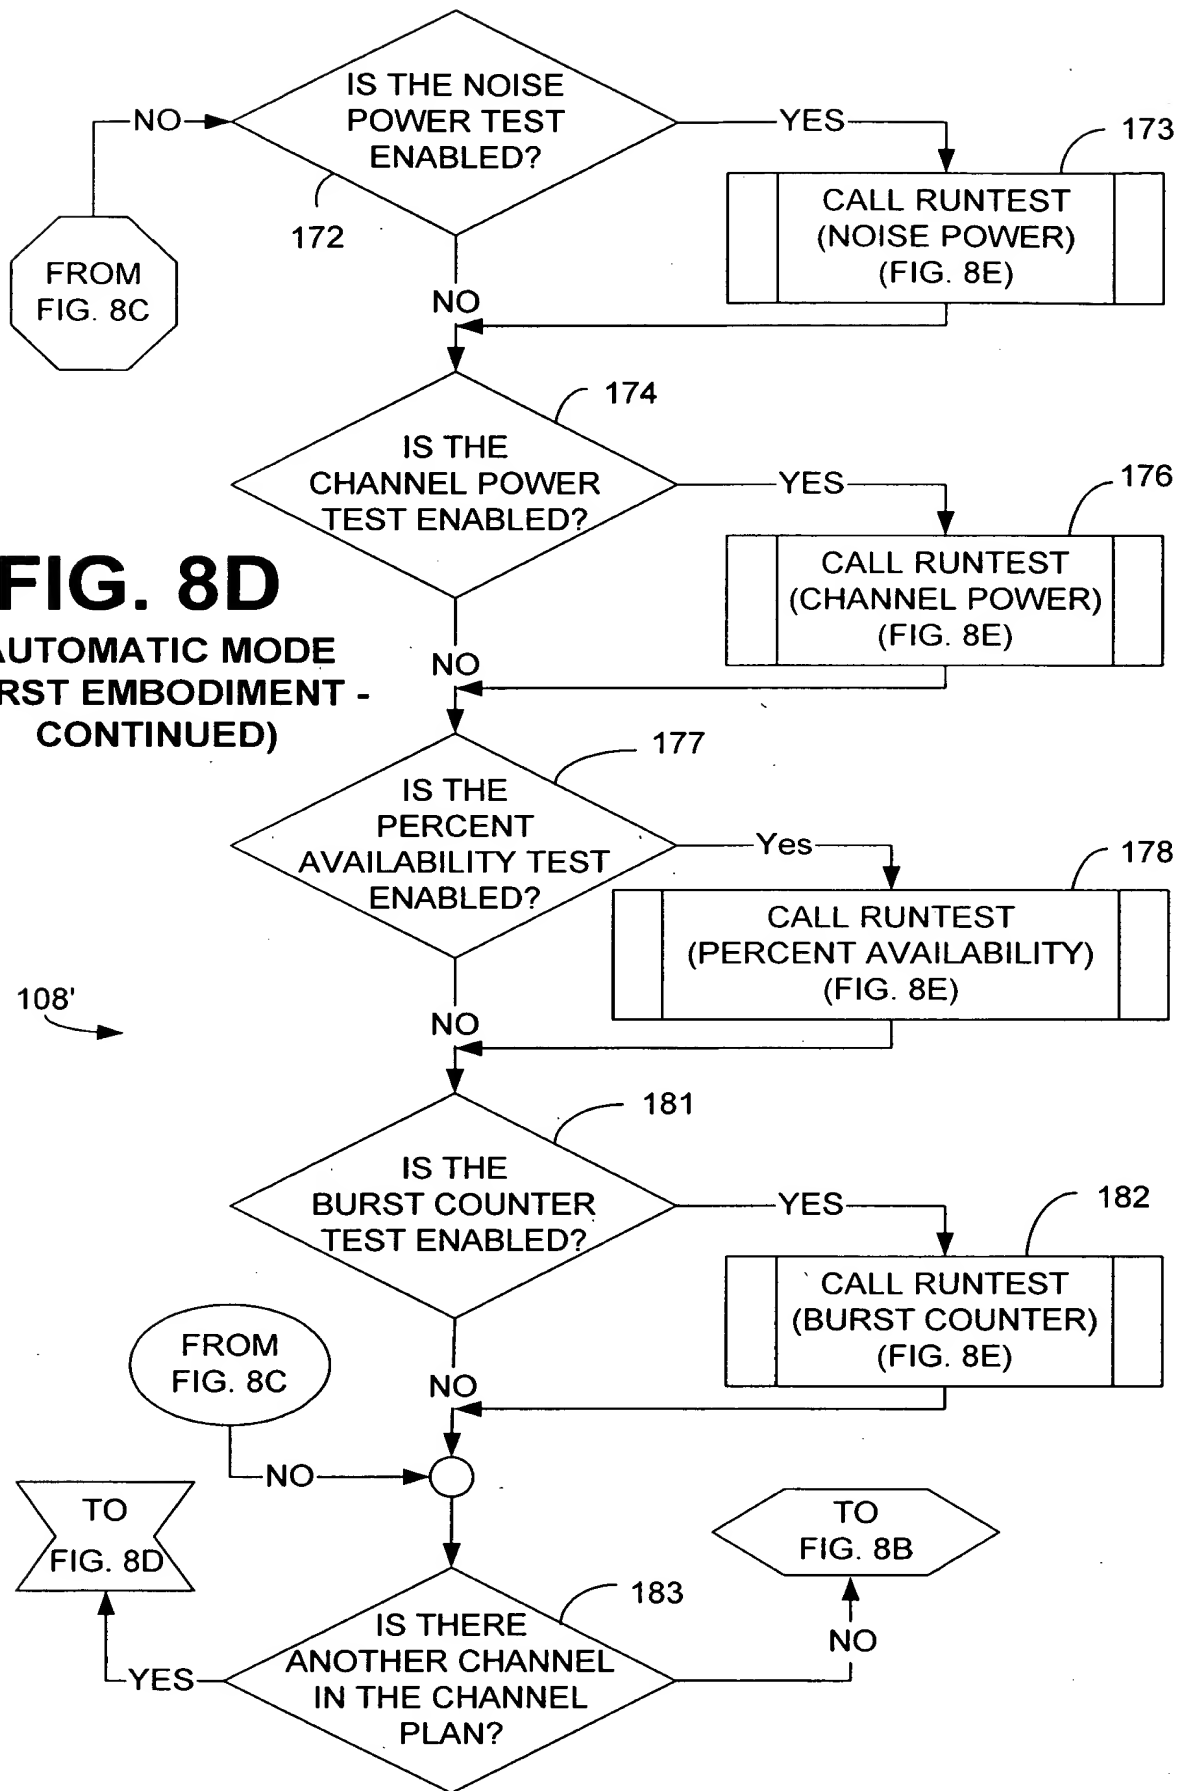 IS THE NOISE
POWER TEST
ENABLED?
NO
YES
172
173
CALL RUNTEST
(NOISE POWER)
(FIG. 8E)
FROM
FIG. 8C
NO
174
IS THE
CHANNEL POWER
TEST ENABLED?
YES
176
CALL RUNTEST
(CHANNEL POWER)
(FIG. 8E)
FIG. 8D
AUTOMATIC MODE
RST EMBODIMENT -
CONTINUED)
NO
177
IS THE
PERCENT
AVAILABILITY TEST
ENABLED?
Yes
178
CALL RUNTEST
(PERCENT AVAILABILITY)
(FIG. 8E)
108'
NO
181
IS THE
BURST COUNTER
TEST ENABLED?
YES
182
CALL RUNTEST
(BURST COUNTER)
(FIG. 8E)
FROM
FIG. 8C
NO
NO
TO
FIG. 8D
TO
FIG. 8B
183
IS THERE
ANOTHER CHANNEL
IN THE CHANNEL
PLAN?
YES
NO